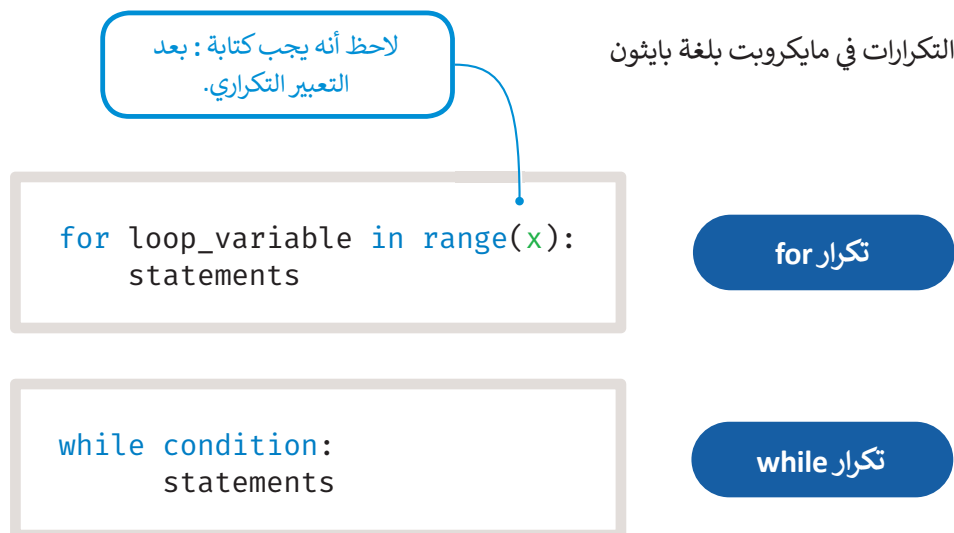 التكرارات في مايكروبت بلغة بايثون
لاحظ أنه يجب كتابة : بعد
التعبير التكراري.
تكرار for
for loop_variable in range(x):
    statements
تكرار while
while condition:
      statements